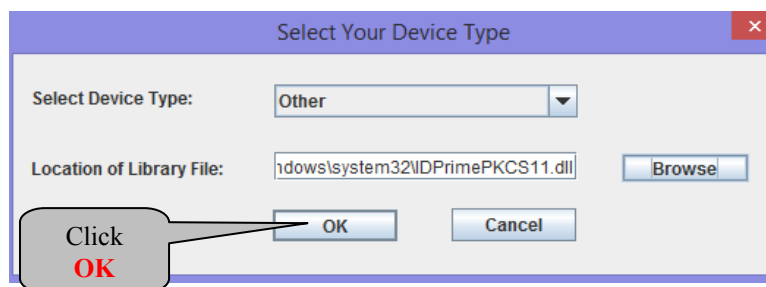 Select Your Device Type
Select Device Type:
Other
Location of Library File:
ndows\system32\IDPrimePKCS11.dll
Browse
OK
Cancel
Click
OK